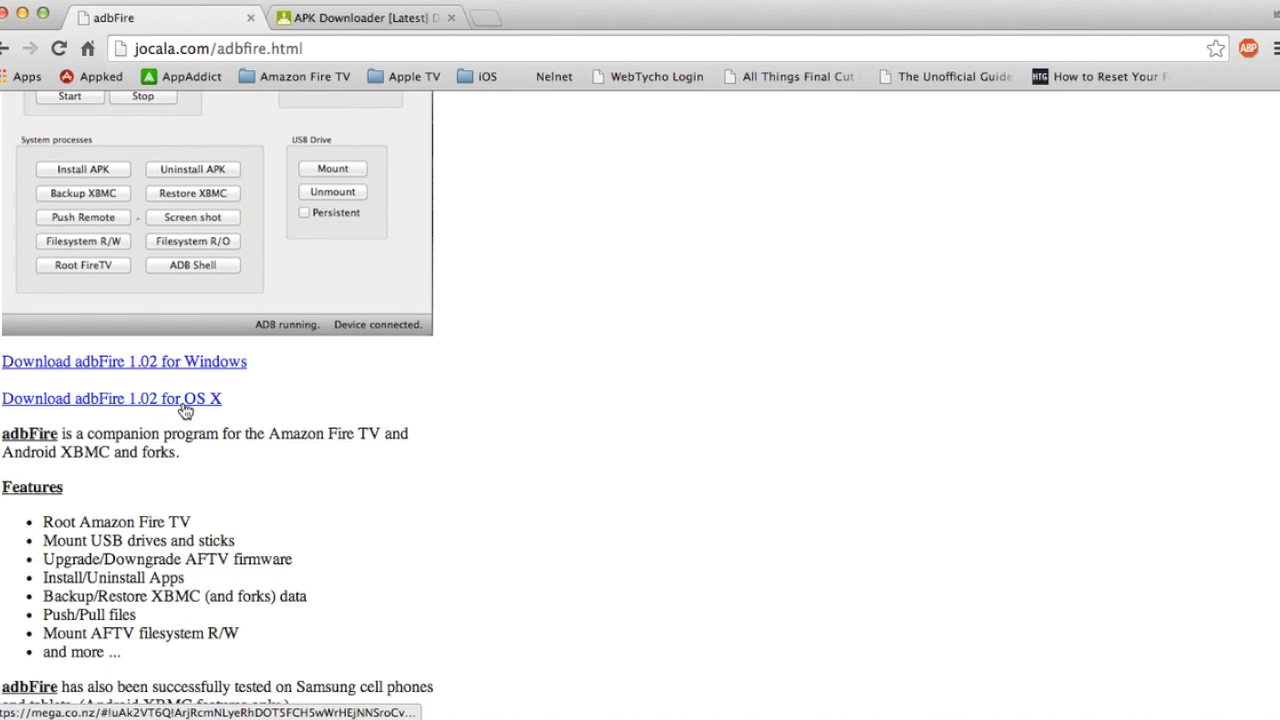 adbFire
APK Downloader [Latest] D
jocala.com/adbfire.html
ABP
Apps
Appked
AppAddict
Amazon Fire TV
Apple TV
iOS
Nelnet
WebTycho Login
All Things Final Cut
The Unofficial Guide
HTG
How to Reset Your F
Start
Stop
System processes
USB Drive
Install APK
Uninstall APK
Mount
Backup XBMC
Restore XBMC
Unmount
Push Remote
Screen shot
Persistent
Filesystem R/W
Filesystem R/O
Root FireTV
ADB Shell
ADB running. Device connected.
Download adbFire 1.02 for Windows
Download adbFire 1.02 for OS X
adbFire is a companion program for the Amazon Fire TV and
Android XBMC and forks.
Features
Root Amazon Fire TV
Mount USB drives and sticks
Upgrade/Downgrade AFTV firmware
Install/Uninstall Apps
Backup/Restore XBMC (and forks) data
Push/Pull files
Mount AFTV filesystem R/W
and more ...
adbFire has also been successfully tested on Samsung cell phones